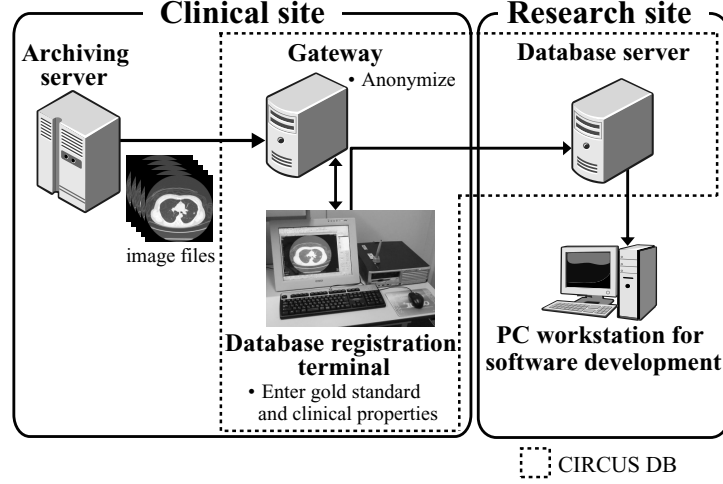 Clinical site
Research site
Archiving
server
Gateway
• Anonymize
Database server
image files
Database registration
terminal
• Enter gold standard
and clinical properties
PC workstation for
software development
CIRCUS DB